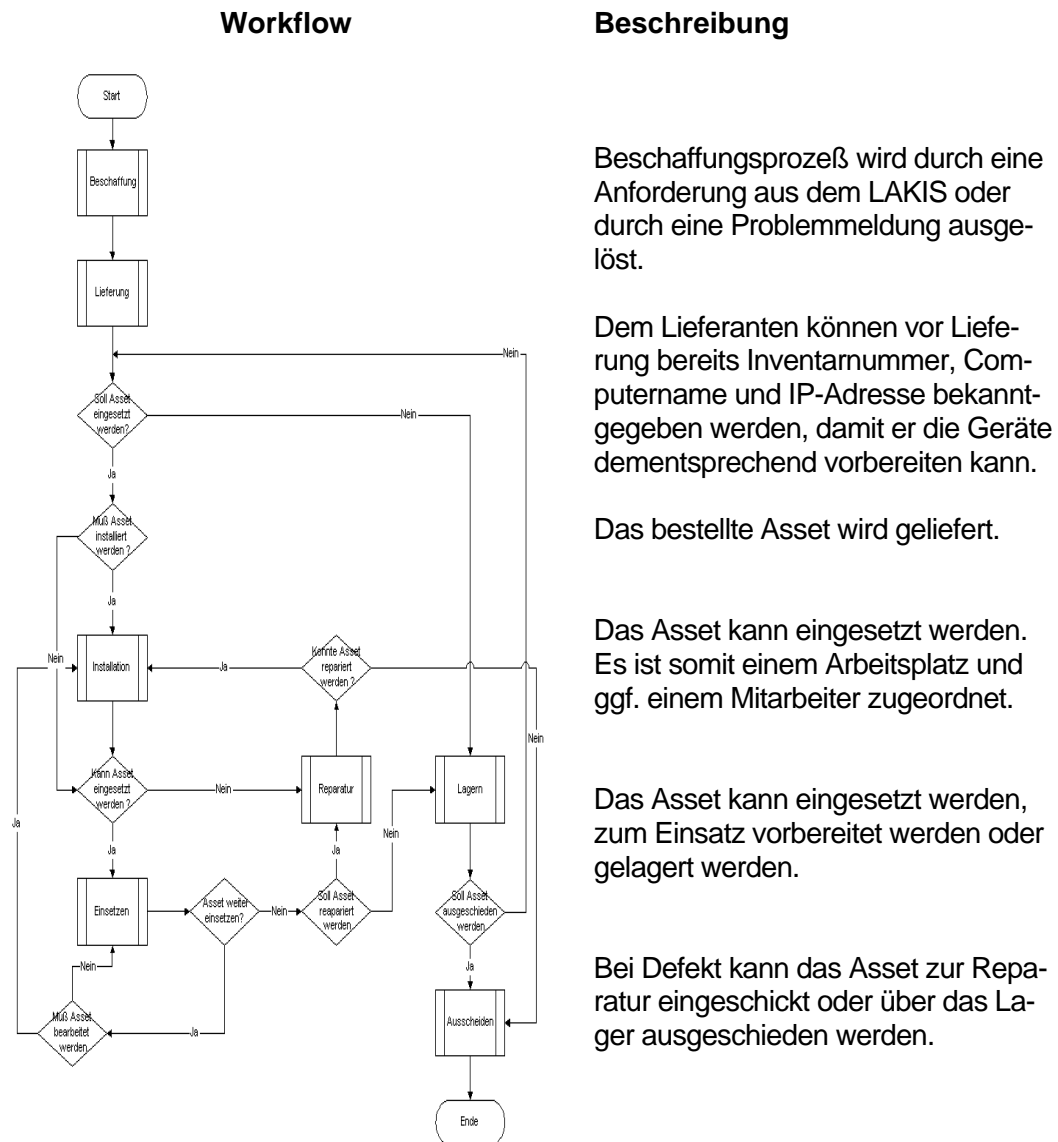 Workflow
Beschreibung
Start
Beschaffung
Lieferung
Nein
Soll Asset
eingesetzt
werden?
Nein
Ja
Muß Asset
installiert
werden ?
Ja
Nein
Installation
Ja
Konnte Asset
repariert
werden ?
Nein
Kann Asset
eingesetzt
werden ?
Nein
Reparatur
Lagern
Ja
Ja
Ja
Nein
Einsetzen
Asset weiter
einsetzen?
Nein
Soll Asset
reapariert
werden
Soll Asset
ausgeschieden
werden
Nein
Ja
Muß Asset
bearbeitet
werden
Ja
Ausscheiden
Ende
Beschaffungsprozeß wird durch eine
Anforderung aus dem LAKIS oder
durch eine Problemmeldung ausge-
löst.
Dem Lieferanten können vor Liefe-
rung bereits Inventarnummer, Com-
putername und IP-Adresse bekannt-
gegeben werden, damit er die Geräte
dementsprechend vorbereiten kann.
Das bestellte Asset wird geliefert.
Das Asset kann eingesetzt werden.
Es ist somit einem Arbeitsplatz und
ggf. einem Mitarbeiter zugeordnet.
Das Asset kann eingesetzt werden,
zum Einsatz vorbereitet werden oder
gelagert werden.
Bei Defekt kann das Asset zur Repa-
ratur eingeschickt oder über das La-
ger ausgeschieden werden.